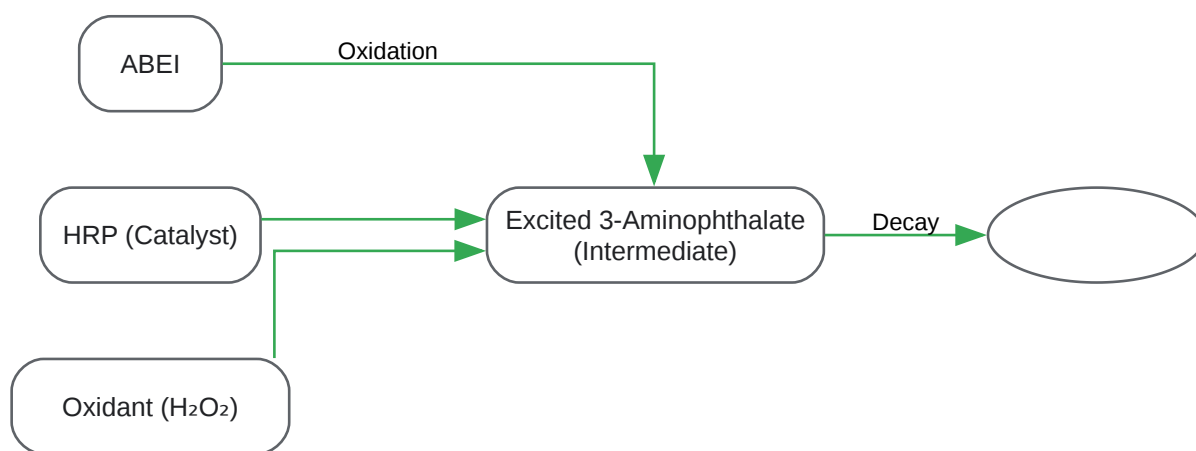 ABEI
Oxidation
HRP (Catalyst)
Excited 3-Aminophthalate
(Intermediate)
Decay
Oxidant (H₂O₂)